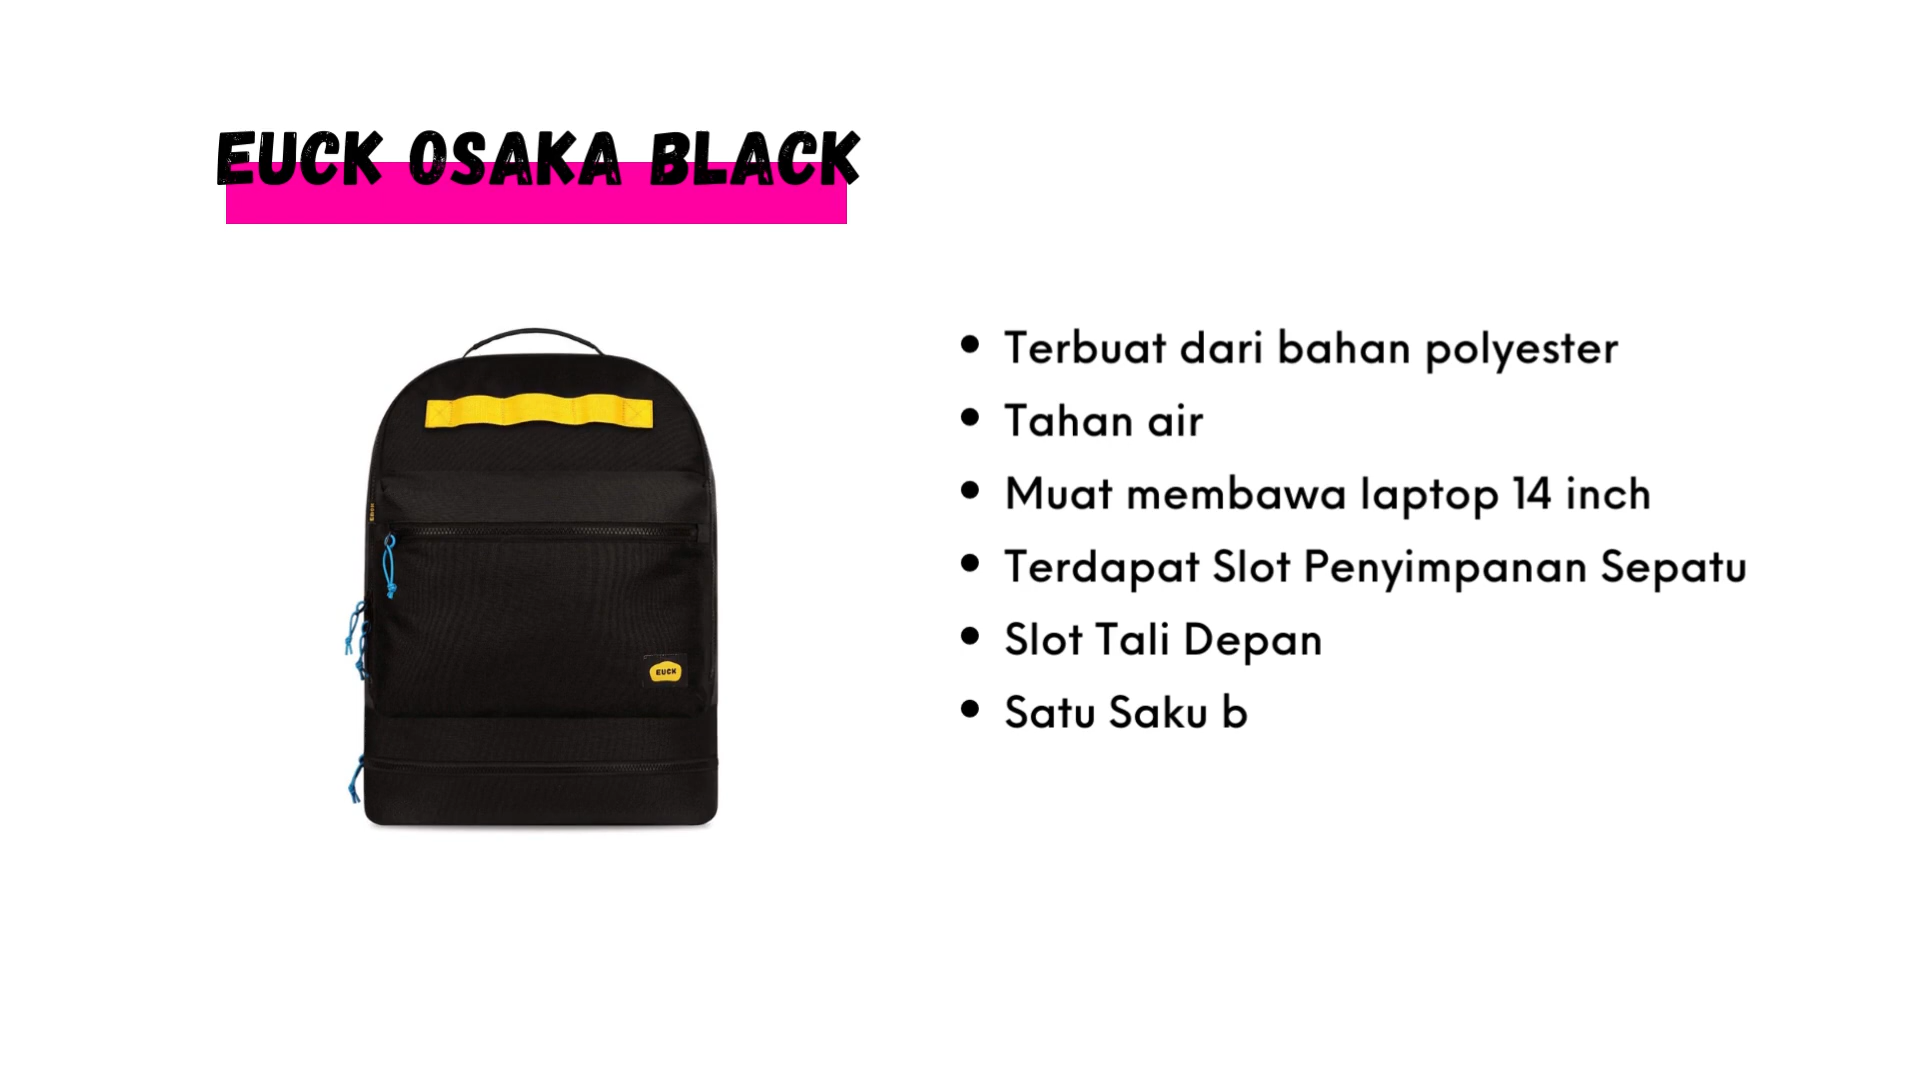 EUCK OSAKA BLACK
Terbuat dari bahan polyester
Tahan air
Muat membawa laptop 14 inch
Terdapat Slot Penyimpanan Sepatu
Slot Tali Depan
Satu Saku b
EUCK
EUCK